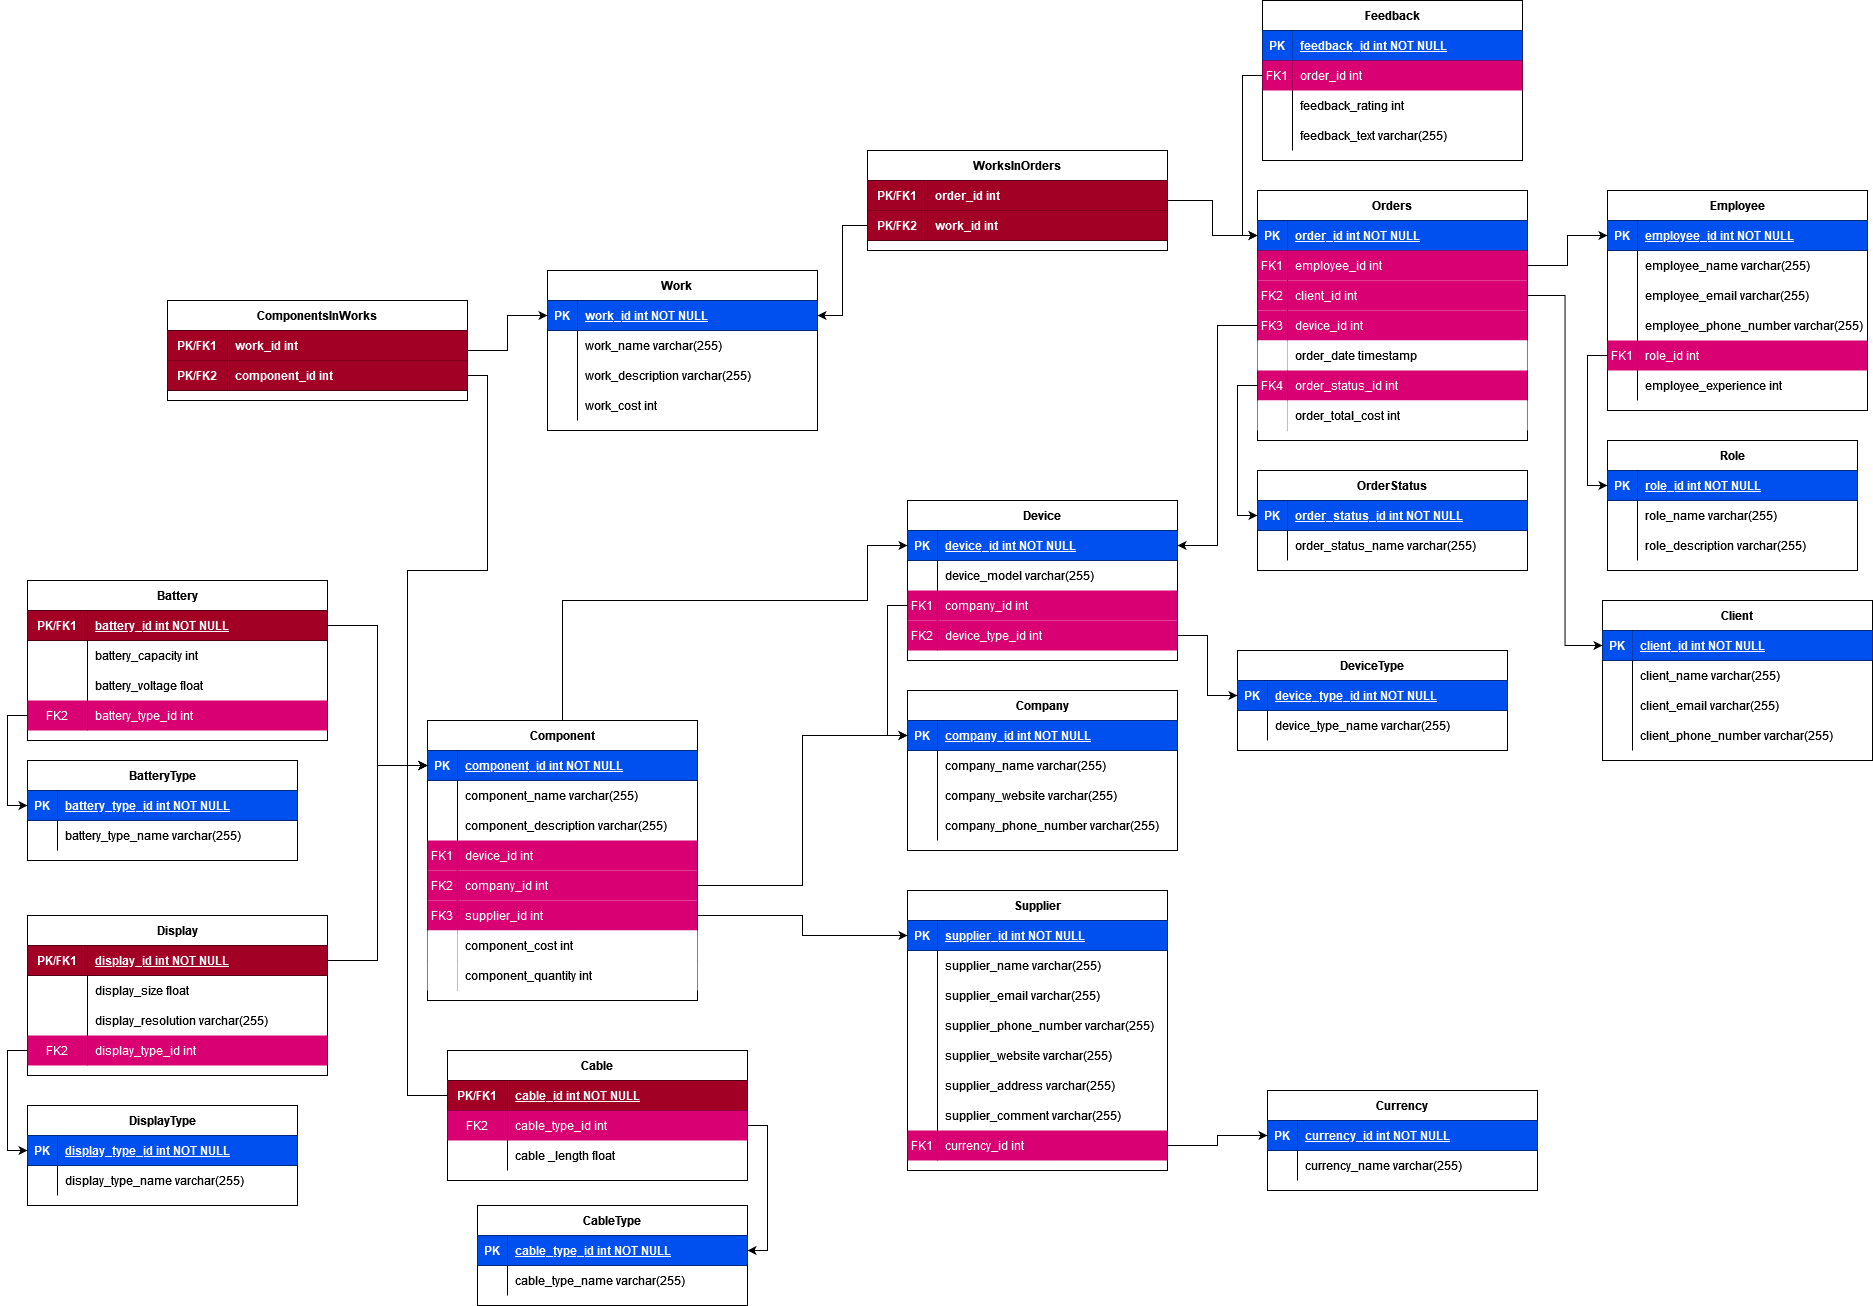 Feedback
PK feedback_id int NOT NULL
FK1 order_id int
feedback_rating int
feedback_text varchar(255)
WorksInOrders
PK/FK1 order_id int
PK/FK2 work_id int
Orders
PK order_id int NOT NULL
FK1 employee_id int
FK2 client_id int
FK3 device_id int
order_date timestamp
FK4 order_status_id int
order_total_cost int
Employee
PK employee_id int NOT NULL
employee_name varchar(255)
employee_email varchar(255)
employee_phone_number varchar(255)
FK1 role_id int
employee_experience int
Work
PK work_id int NOT NULL
work_name varchar(255)
work_description varchar(255)
work_cost int
ComponentsInWorks
PK/FK1 work_id int
PK/FK2 component_id int
Role
PK role_id int NOT NULL
role_name varchar(255)
role_description varchar(255)
OrderStatus
PK order_status_id int NOT NULL
order_status_name varchar(255)
Device
PK device_id int NOT NULL
device_model varchar(255)
FK1 company_id int
FK2 device_type_id int
Battery
PK/FK1 battery_id int NOT NULL
battery_capacity int
battery_voltage float
FK2 battery_type_id int
Client
PK client_id int NOT NULL
client_name varchar(255)
client_email varchar(255)
client_phone_number varchar(255)
DeviceType
PK device_type_id int NOT NULL
device_type_name varchar(255)
Company
PK company_id int NOT NULL
company_name varchar(255)
company_website varchar(255)
company_phone_number varchar(255)
Component
PK component_id int NOT NULL
component_name varchar(255)
component_description varchar(255)
FK1 device_id int
FK2 company_id int
FK3 supplier_id int
component_cost int
component_quantity int
BatteryType
PK battery_type_id int NOT NULL
battery_type_name varchar(255)
Supplier
PK supplier_id int NOT NULL
supplier_name varchar(255)
supplier_email varchar(255)
supplier_phone_number varchar(255)
supplier_website varchar(255)
supplier_address varchar(255)
supplier_comment varchar(255)
FK1 currency_id int
Display
PK/FK1 display_id int NOT NULL
display_size float
display_resolution varchar(255)
FK2 display_type_id int
Cable
PK/FK1 cable_id int NOT NULL
FK2 cable_type_id int
cable _length float
Currency
PK currency_id int NOT NULL
currency_name varchar(255)
DisplayType
PK display_type_id int NOT NULL
display_type_name varchar(255)
CableType
PK cable_type_id int NOT NULL
cable_type_name varchar(255)